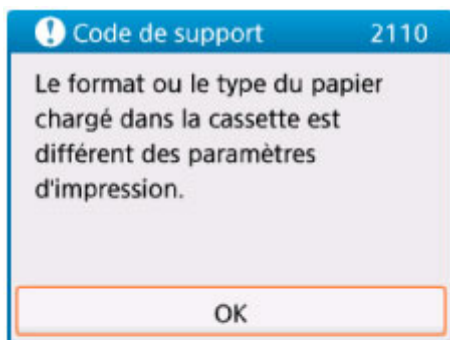 Code de support 2110
Le format ou le type du papier
chargé dans la cassette est
différent des paramètres
d'impression.
OK